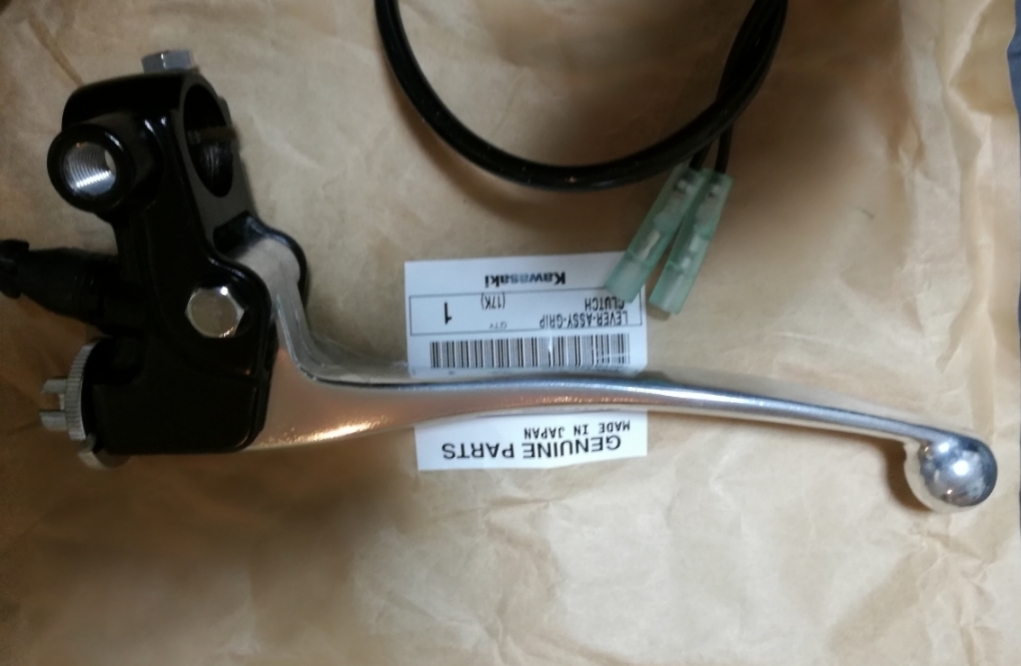 GENUINE PARTS
MADE IN JAPAN
LEVER-ASSY-GRIP
CLUTCH
QTY
(17K)
1
Kawasaki